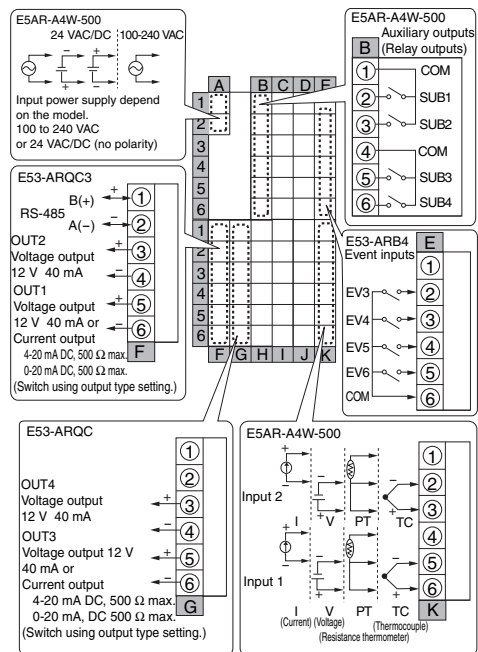 E5AR-A4W-500
24 VAC/DC 100-240 VAC
− + − +
Input power supply depend
on the model.
100 to 240 VAC
or 24 VAC/DC (no polarity)
E5AR-A4W-500
Auxiliary outputs
(Relay outputs)
B
1 COM
2 SUB1
3 SUB2
4 COM
5 SUB3
6 SUB4
A B C D E
1
2
3
4
5
6
1
2
3
4
5
6
F G H I J K
E53-ARQC3
RS-485
B(+) + 1
A(−) − 2
OUT2
Voltage output
12 V 40 mA
+ 3
− 4
OUT1
Voltage output
12 V 40 mA or
Current output
4-20 mA DC, 500 Ω max.
0-20 mA DC, 500 Ω max.
(Switch using output type setting.)
+ 5
− 6
F
E53-ARB4
Event inputs
E
1
EV3 2
EV4 3
EV5 4
EV6 5
COM 6
E53-ARQC
1
2
OUT4
Voltage output
12 V 40 mA
+ 3
− 4
OUT3
Voltage output 12 V
40 mA or
Current output
4-20 mA DC, 500 Ω max.
0-20 mA, DC 500 Ω max.
(Switch using output type setting.)
+ 5
− 6
G
E5AR-A4W-500
Input 2
+ − − +
I +V PT + TC
Input 1
+ − − +
I V PT TC
(Current) (Voltage) (Thermocouple)
(Resistance thermometer)
1
2
3
4
5
6
K